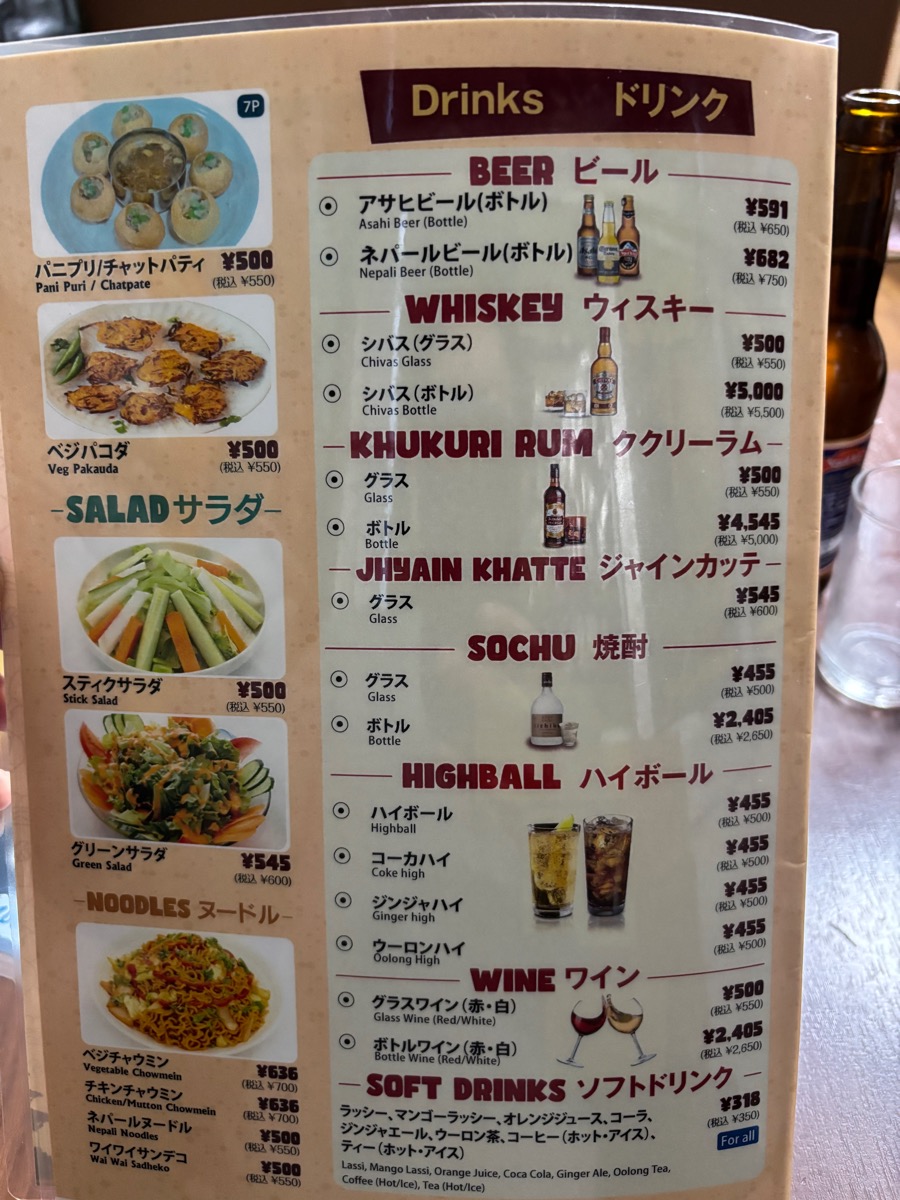 7P
パニプリ/チャットパティ ¥500
Pani Puri / Chatpate (税込 ¥550)
ベジパコダ ¥500
Veg Pakauda (税込 ¥550)
SALAD サラダ
スティクサラダ ¥500
Stick Salad (税込 ¥550)
グリーンサラダ ¥545
Green Salad (税込 ¥600)
NOODLES ヌードル
ベジチャウミン ¥636
Vegetable Chowmein (税込 ¥700)
チキンチャウミン ¥636
Chicken/Mutton Chowmein (税込 ¥700)
ネパールヌードル ¥500
Nepali Noodles (税込 ¥550)
ワイワイサンデコ ¥500
Wai Wai Sadheko (税込 ¥550)
Drinks ドリンク
BEER ビール
アサヒビール(ボトル) ¥591
Asahi Beer (Bottle) (税込 ¥650)
ネパールビール(ボトル) ¥682
Nepali Beer (Bottle) (税込 ¥750)
WHISKEY ウィスキー
シバス(グラス) ¥500
Chivas Glass (税込 ¥550)
シバス(ボトル) ¥5,000
Chivas Bottle (税込 ¥5,500)
KHUKURI RUM ククリーラム
グラス ¥500
Glass (税込 ¥550)
ボトル ¥4,545
Bottle (税込 ¥5,000)
JHYAIN KHATTE ジャインカッテ
グラス ¥545
Glass (税込 ¥600)
SOCHU 焼酎
グラス ¥455
Glass (税込 ¥500)
ボトル ¥2,405
Bottle (税込 ¥2,650)
HIGHBALL ハイボール
ハイボール ¥455
Highball (税込 ¥500)
コーカハイ ¥455
Coke high (税込 ¥500)
ジンジャハイ ¥455
Ginger high (税込 ¥500)
ウーロンハイ ¥455
Oolong High (税込 ¥500)
WINE ワイン
グラスワイン(赤・白) ¥500
Glass Wine (Red/White) (税込 ¥550)
ボトルワイン(赤・白) ¥2,405
Bottle Wine (Red/White) (税込 ¥2,650)
SOFT DRINKS ソフトドリンク
ラッシー、マンゴーラッシー、オレンジジュース、コーラ、 ¥318
ジンジャエール、ウーロン茶、コーヒー(ホット・アイス)、 (税込 ¥350)
ティー(ホット・アイス) For all
Lassi, Mango Lassi, Orange Juice, Coca Cola, Ginger Ale, Oolong Tea,
Coffee (Hot/Ice), Tea (Hot/Ice)